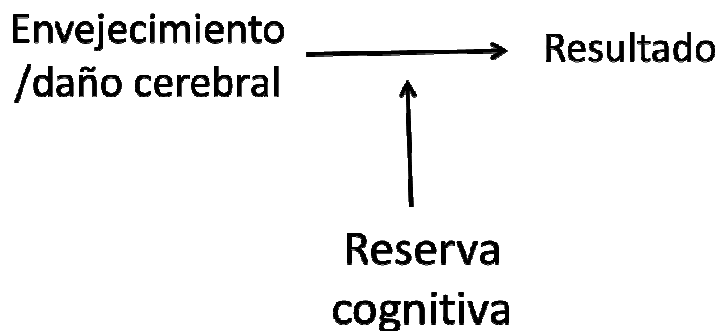 Envejecimiento
/daño cerebral
Resultado
Reserva
cognitiva